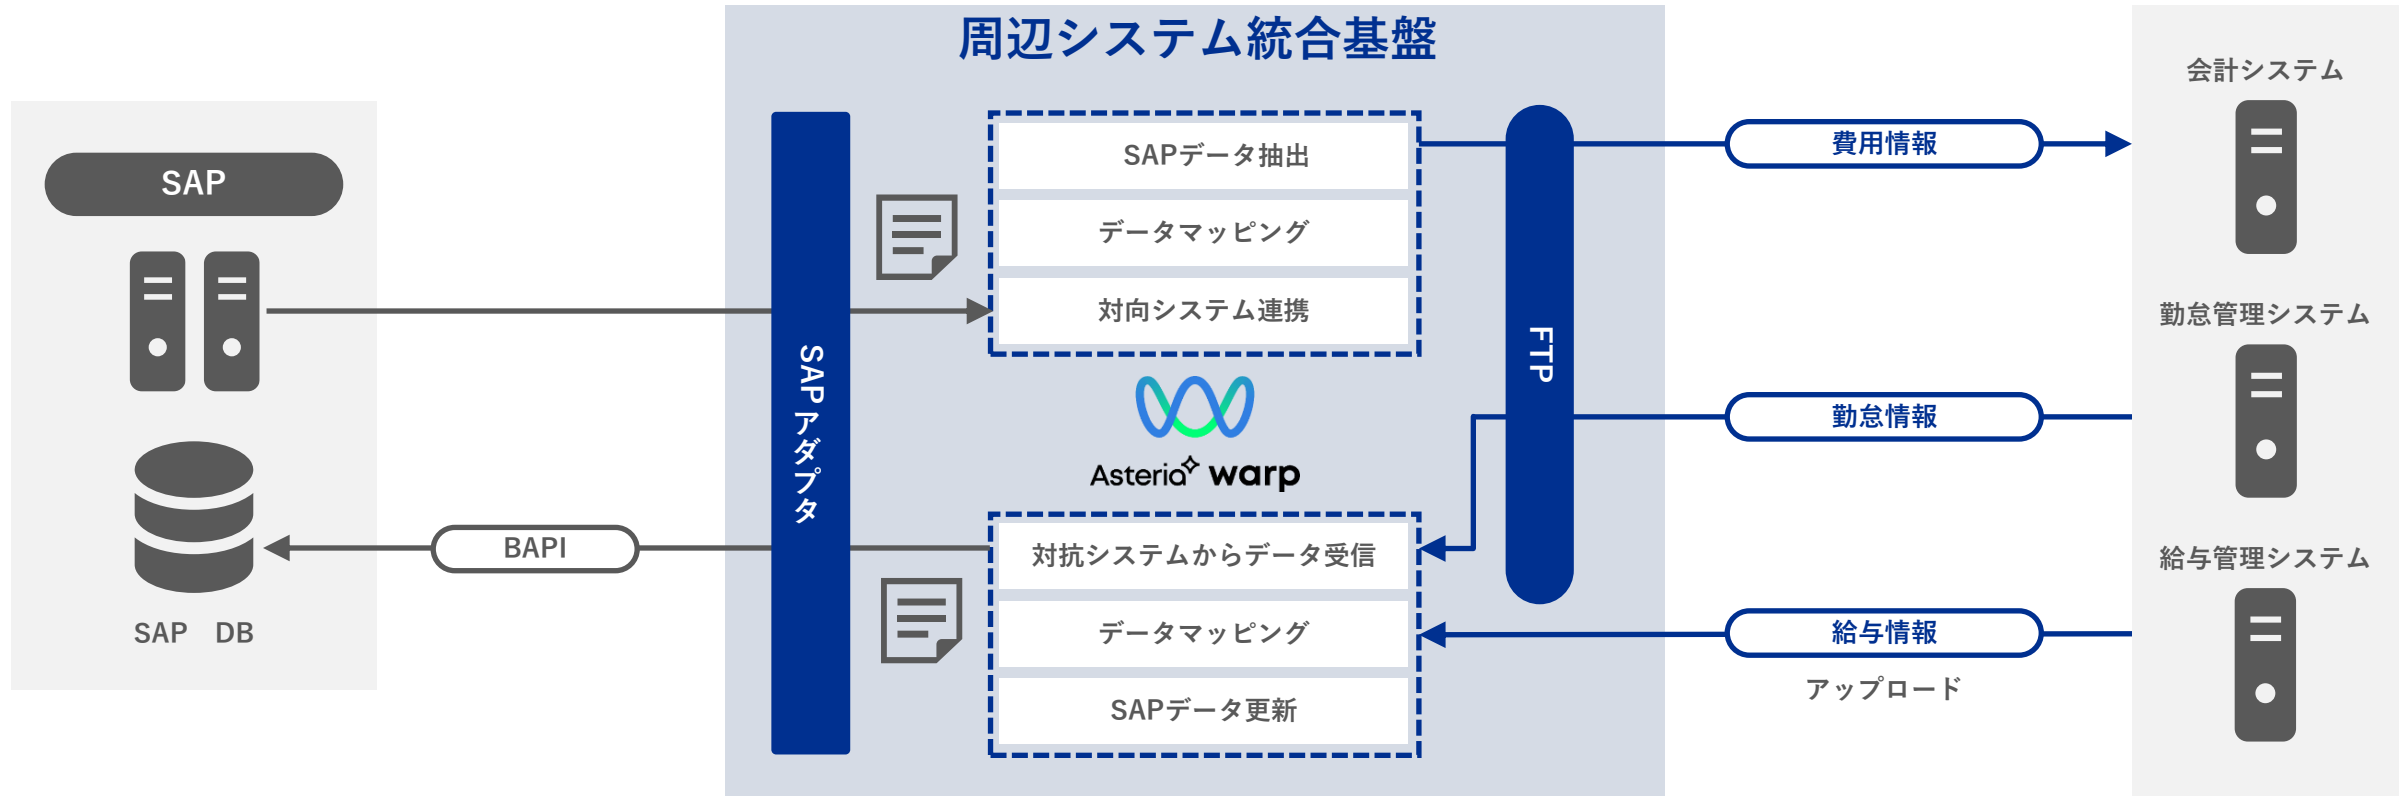 周辺システム統合基盤
SAP
SAP DB
BAPI
SAPアダプタ
SAPデータ抽出
データマッピング
対向システム連携
Asteria warp
対抗システムからデータ受信
データマッピング
SAPデータ更新
FTP
費用情報
勤怠情報
給与情報
アップロード
会計システム
勤怠管理システム
給与管理システム